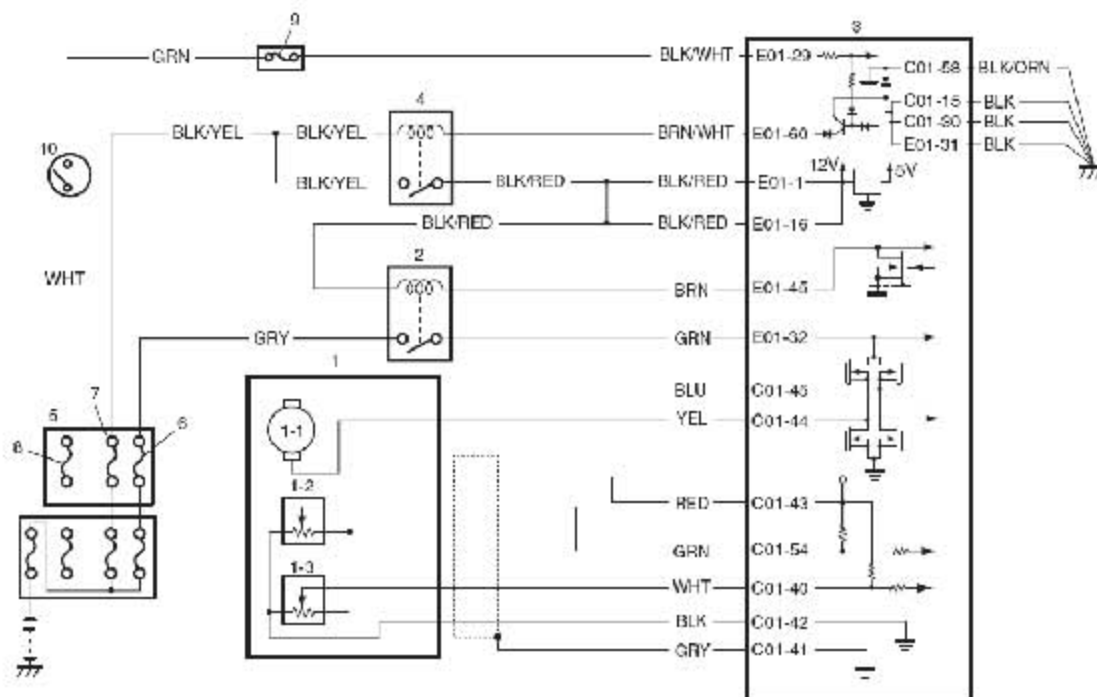 9
3
GRN
BLK/WHT
E01-29
C01-58
BLK/ORN
4
C01-15
BLK
BLK/YEL
BLK/YEL
BRN/WHT
E01-60
C01-30
BLK
10
E01-31
BLK
12V
5V
BLK/YEL
BLK/RED
BLK/RED
E01-1
BLK/RED
BLK/RED
E01-16
2
WHT
BRN
E01-45
GRY
GRN
E01-32
1
7
BLU
C01-45
5
6
YEL
C01-44
8
1-1
1-2
RED
C01-43
GRN
C01-54
1-3
WHT
C01-40
BLK
C01-42
GRY
C01-41